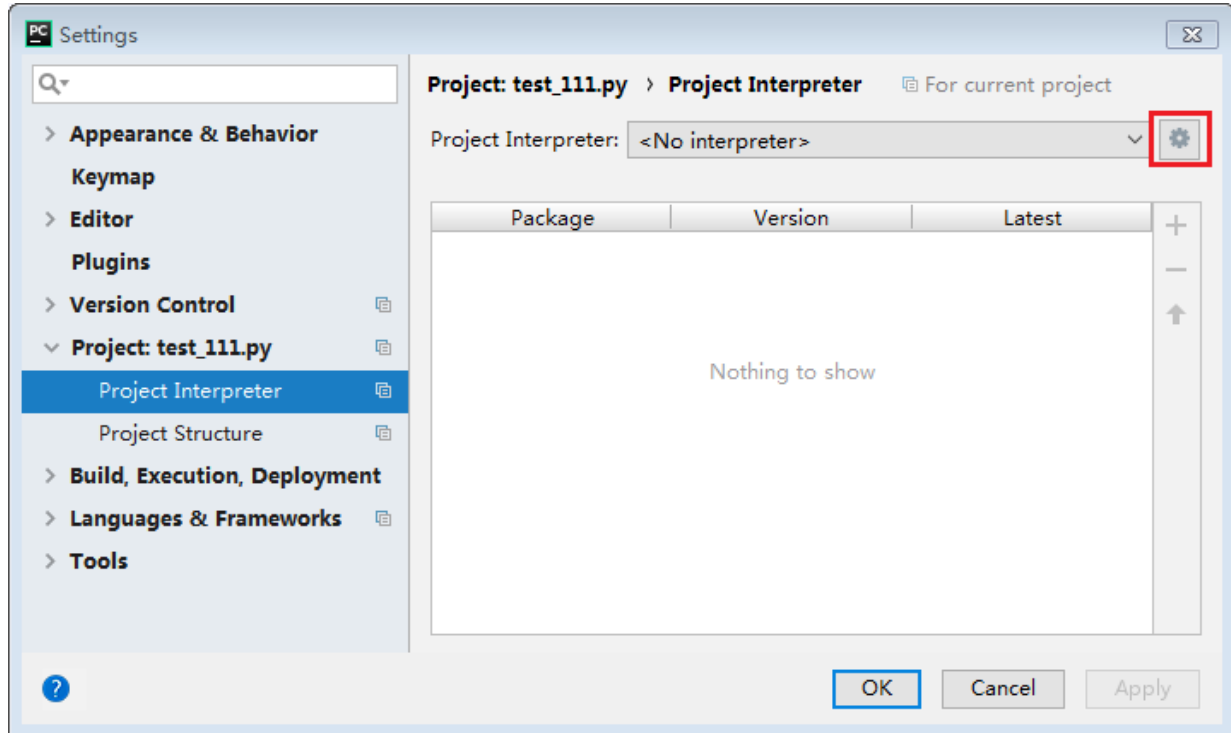 PC Settings
Project: test_111.py › Project Interpreter For current project
Project Interpreter: <No interpreter>
Appearance & Behavior
Keymap
Editor
Plugins
Version Control
Project: test_111.py
Project Interpreter
Project Structure
Build, Execution, Deployment
Languages & Frameworks
Tools
Package Version Latest
Nothing to show
? OK Cancel Apply